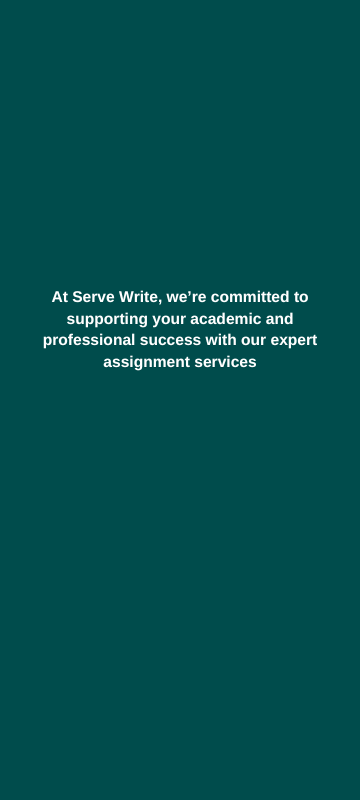 At Serve Write, we’re committed to
supporting your academic and
professional success with our expert
assignment services